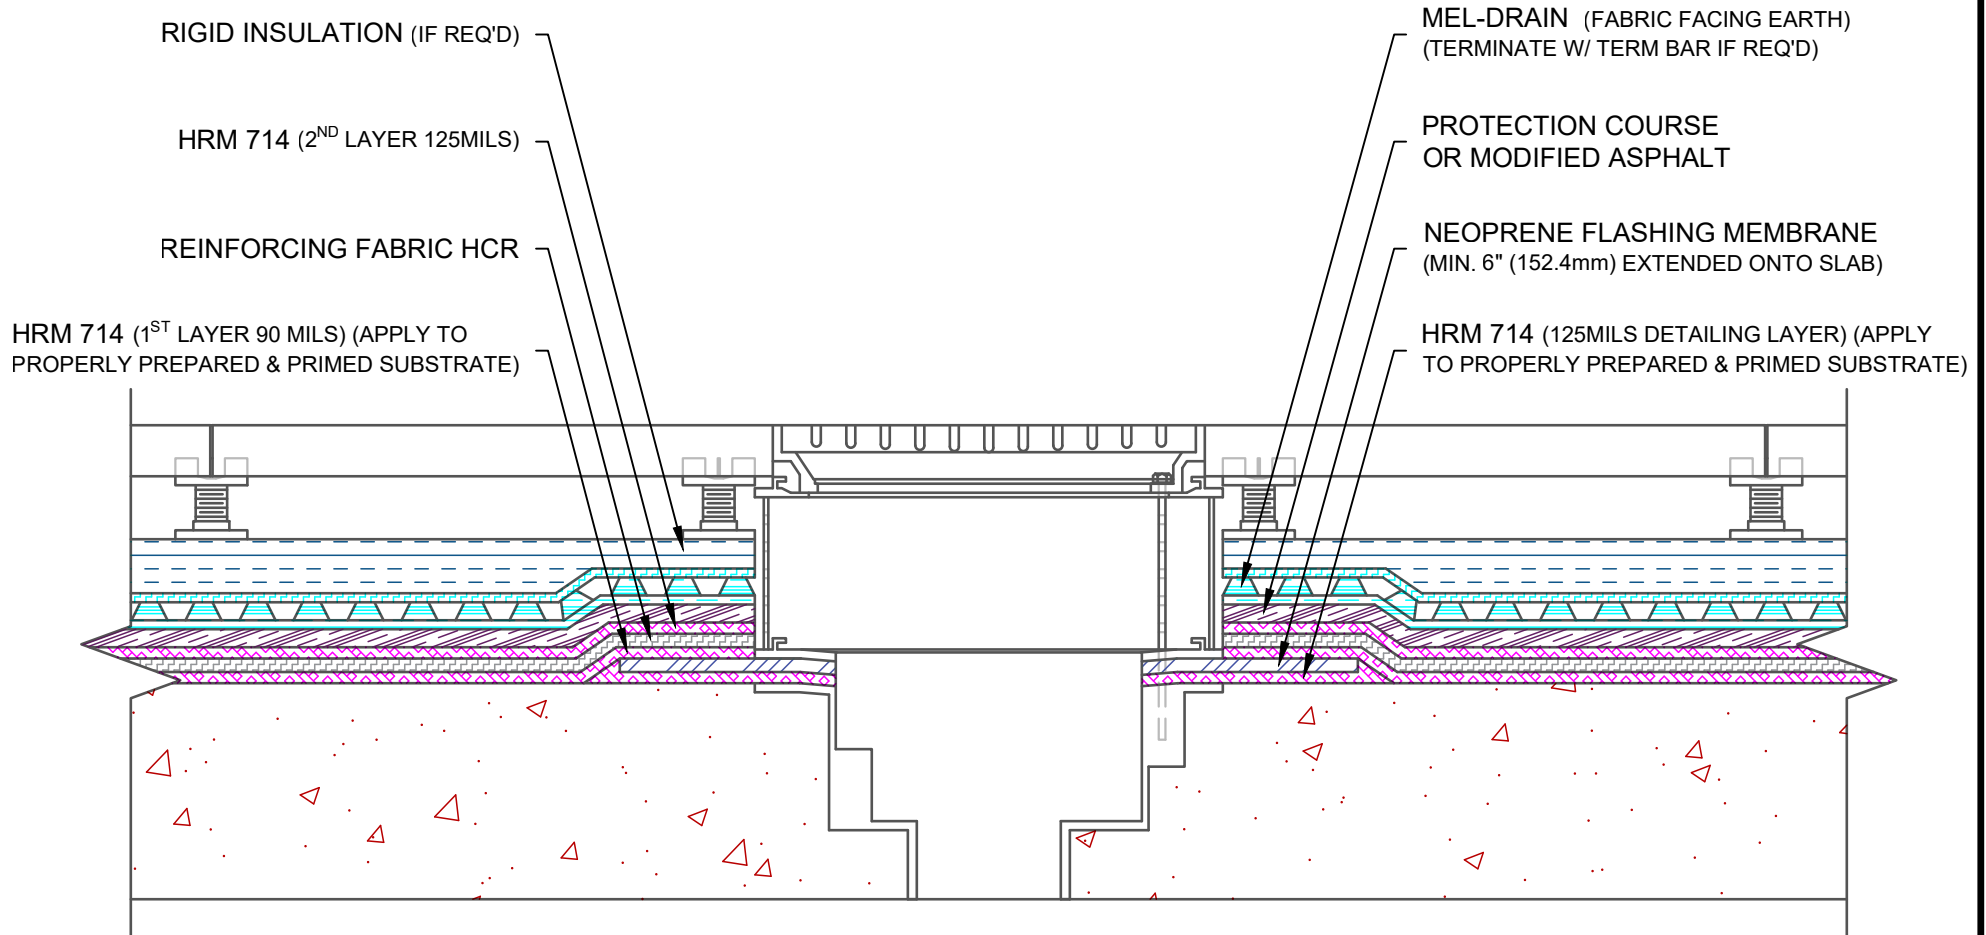 RIGID INSULATION (IF REQ'D)
HRM 714 (2ND LAYER 125MILS)
REINFORCING FABRIC HCR
HRM 714 (1ST LAYER 90 MILS) (APPLY TO
PROPERLY PREPARED & PRIMED SUBSTRATE)
MEL-DRAIN (FABRIC FACING EARTH)
(TERMINATE W/ TERM BAR IF REQ'D)
PROTECTION COURSE
OR MODIFIED ASPHALT
NEOPRENE FLASHING MEMBRANE
(MIN. 6" (152.4mm) EXTENDED ONTO SLAB)
HRM 714 (125MILS DETAILING LAYER) (APPLY
TO PROPERLY PREPARED & PRIMED SUBSTRATE)